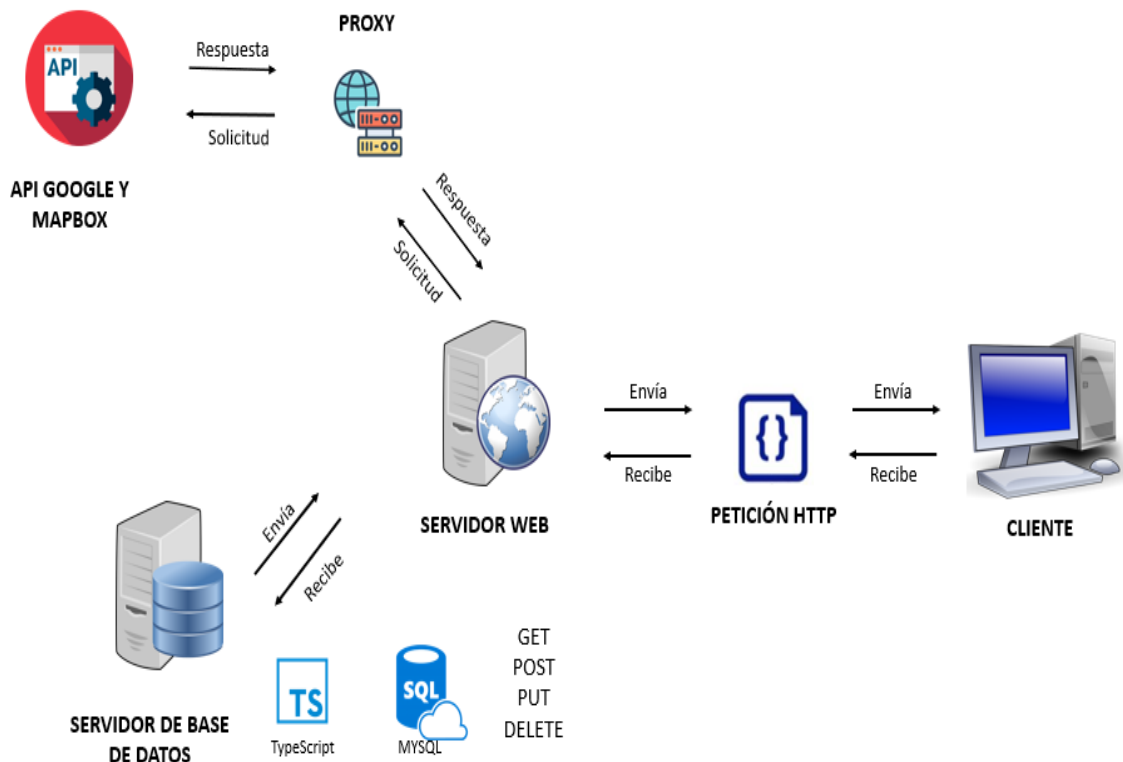 PROXY
Respuesta
API
Solicitud
API GOOGLE Y
MAPBOX
Respuesta
Solicitud
Envía
Recibe
Envía
Recibe
SERVIDOR WEB
PETICIÓN HTTP
CLIENTE
Envía
Recibe
SERVIDOR DE BASE
DE DATOS
TS
TypeScript
SQL
MYSQL
GET
POST
PUT
DELETE